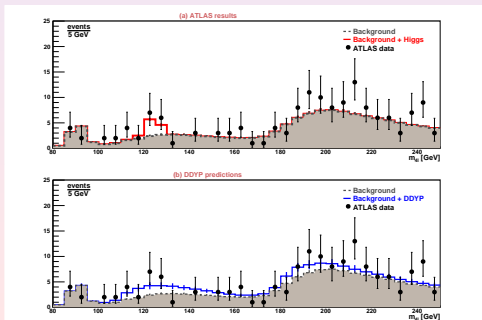 (a) ATLAS results
25
events
5 GeV
Background
Background + Higgs
ATLAS data
20
15
10
5
0
80 100 120 140 160 180 200 220 240
m4l [GeV]
(b) DDYP predictions
25
events
5 GeV
Background
Background + DDYP
ATLAS data
20
15
10
5
0
80 100 120 140 160 180 200 220 240
m4l [GeV]